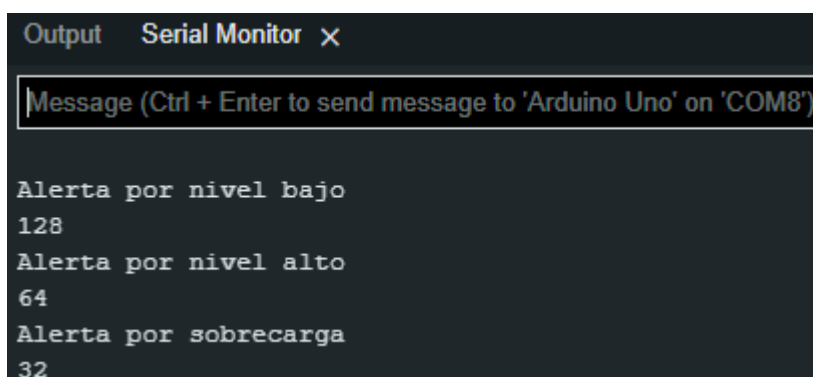 Output Serial Monitor ×
Message (Ctrl + Enter to send message to 'Arduino Uno' on 'COM8')
Alerta por nivel bajo
128
Alerta por nivel alto
64
Alerta por sobrecarga
32